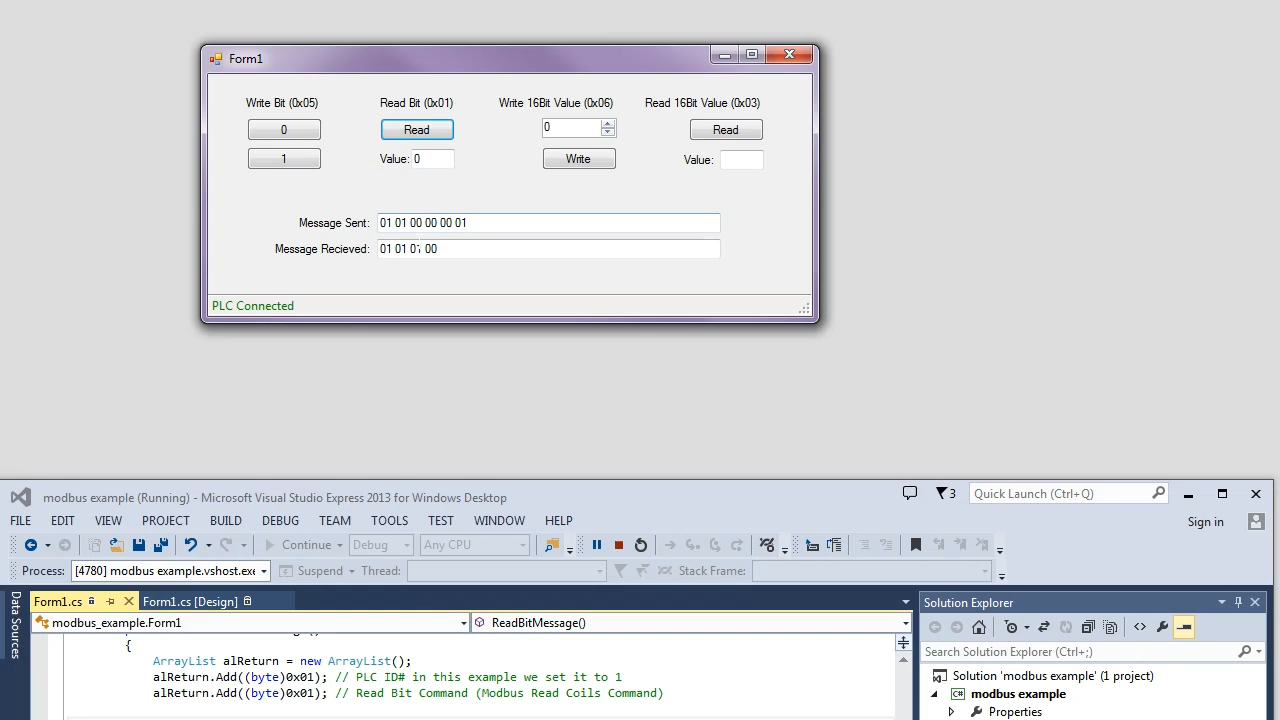 Form1
Write Bit (0x05) Read Bit (0x01) Write 16Bit Value (0x06) Read 16Bit Value (0x03)
0 Read 0 Read
1 Value: 0 Write Value:
Message Sent: 01 01 00 00 00 01
Message Recieved: 01 01 01 00
PLC Connected
modbus example (Running) - Microsoft Visual Studio Express 2013 for Windows Desktop 3 Quick Launch (Ctrl+Q)
FILE EDIT VIEW PROJECT BUILD DEBUG TEAM TOOLS TEST WINDOW HELP Sign in
Continue Debug Any CPU
Process: [4780] modbus example.vshost.exe Suspend Thread: Stack Frame:
Data Sources
Form1.cs Form1.cs [Design] Solution Explorer
modbus_example.Form1 ReadBitMessage()
{
Search Solution Explorer (Ctrl+;)
ArrayList alReturn = new ArrayList();
alReturn.Add((byte)0x01); // PLC ID# in this example we set it to 1
Solution 'modbus example' (1 project)
alReturn.Add((byte)0x01); // Read Bit Command (Modbus Read Coils Command)
C# modbus example
Properties